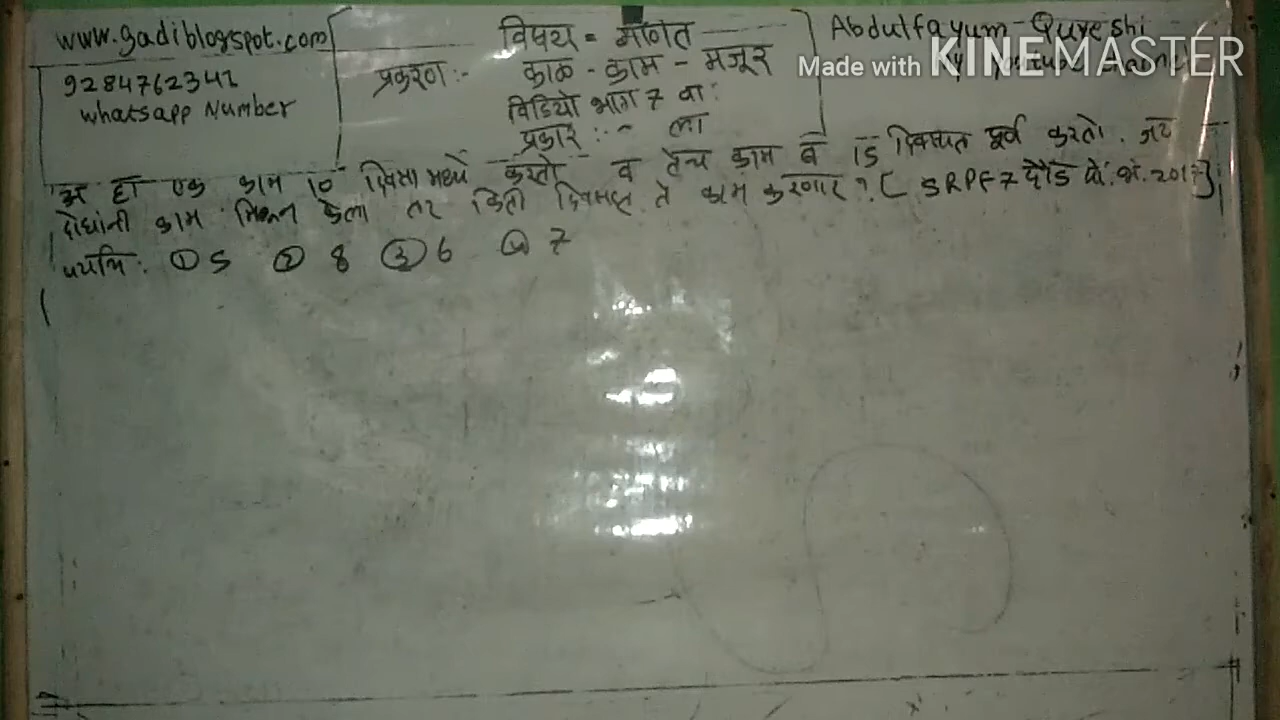 www.gadiblogspot.com
विषय = गणित
Abdulfayum - Quyeshi
Made with KINEMASTER
9284762341
whatsapp Number
प्रकरण :- काळ - काम - मजूर
विडियो भाग 7 वा :
प्रकार :- ला
अ हा एक काम 10 दिवसा मध्ये करतो व तेच काम ब 15 दिवसात पूर्ण करतो. जर
दोघांनी काम मिळून केला तर किती दिवसात ते काम करणार ? [ SRPF 7 दौंड पो. भ. 2017 ]
पर्याय : ① 5 ② 8 ③ 6 ④ 7